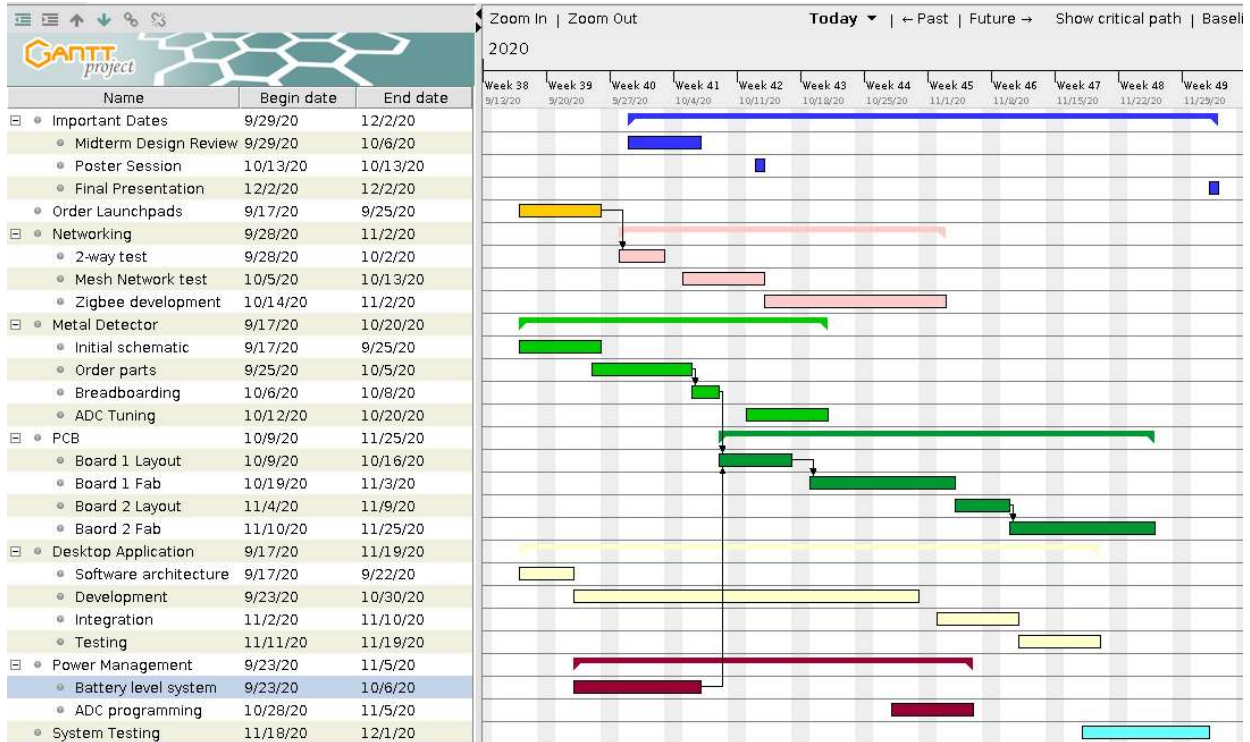 Zoom In | Zoom Out Today ▼ | ←Past | Future→ Show critical path | Baseli
GANTT
project
2020
Week 38 Week 39 Week 40 Week 41 Week 42 Week 43 Week 44 Week 45 Week 46 Week 47 Week 48 Week 49
9/13/20 9/20/20 9/27/20 10/4/20 10/11/20 10/18/20 10/25/20 11/1/20 11/8/20 11/15/20 11/22/20 11/29/20
Name Begin date End date
Important Dates 9/29/20 12/2/20
Midterm Design Review 9/29/20 10/6/20
Poster Session 10/13/20 10/13/20
Final Presentation 12/2/20 12/2/20
Order Launchpads 9/17/20 9/25/20
Networking 9/28/20 11/2/20
2-way test 9/28/20 10/2/20
Mesh Network test 10/5/20 10/13/20
Zigbee development 10/14/20 11/2/20
Metal Detector 9/17/20 10/20/20
Initial schematic 9/17/20 9/25/20
Order parts 9/25/20 10/5/20
Breadboarding 10/6/20 10/8/20
ADC Tuning 10/12/20 10/20/20
PCB 10/9/20 11/25/20
Board 1 Layout 10/9/20 10/16/20
Board 1 Fab 10/19/20 11/3/20
Board 2 Layout 11/4/20 11/9/20
Baord 2 Fab 11/10/20 11/25/20
Desktop Application 9/17/20 11/19/20
Software architecture 9/17/20 9/22/20
Development 9/23/20 10/30/20
Integration 11/2/20 11/10/20
Testing 11/11/20 11/19/20
Power Management 9/23/20 11/5/20
Battery level system 9/23/20 10/6/20
ADC programming 10/28/20 11/5/20
System Testing 11/18/20 12/1/20